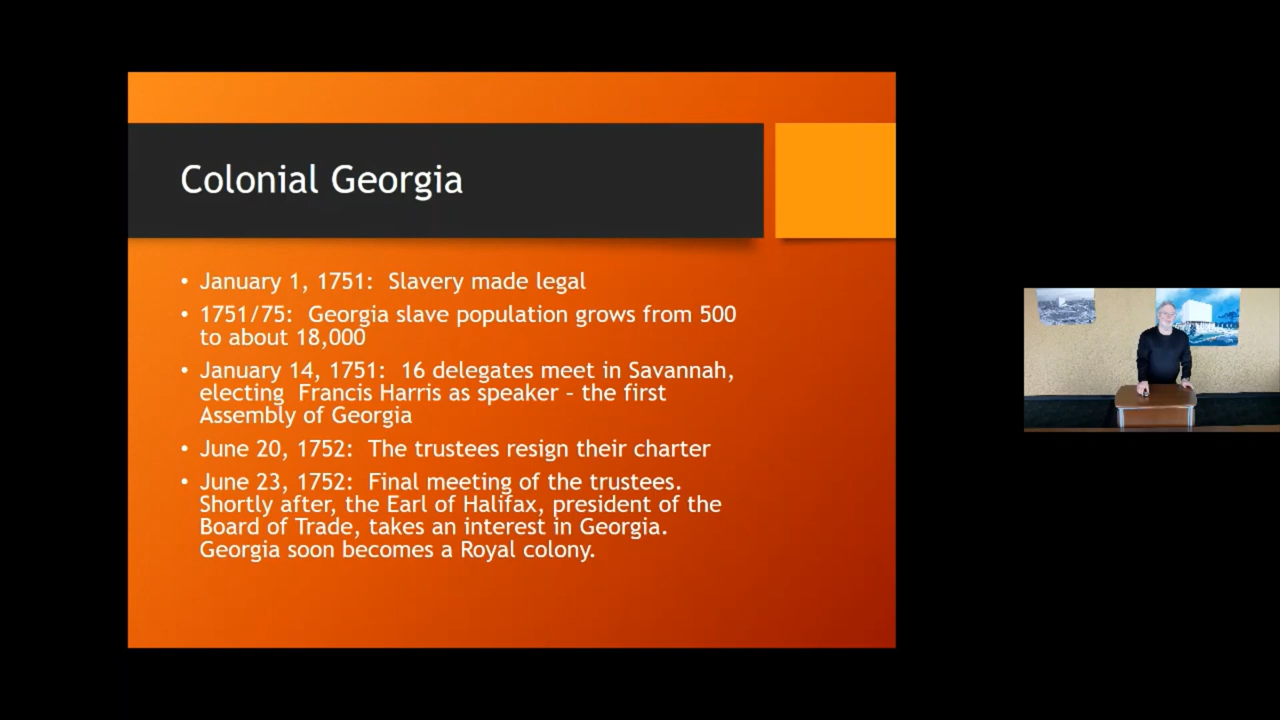 Colonial Georgia
• January 1, 1751:  Slavery made legal
• 1751/75:  Georgia slave population grows from 500
to about 18,000
• January 14, 1751:  16 delegates meet in Savannah,
electing  Francis Harris as speaker – the first
Assembly of Georgia
• June 20, 1752:  The trustees resign their charter
• June 23, 1752:  Final meeting of the trustees.
Shortly after, the Earl of Halifax, president of the
Board of Trade, takes an interest in Georgia.
Georgia soon becomes a Royal colony.